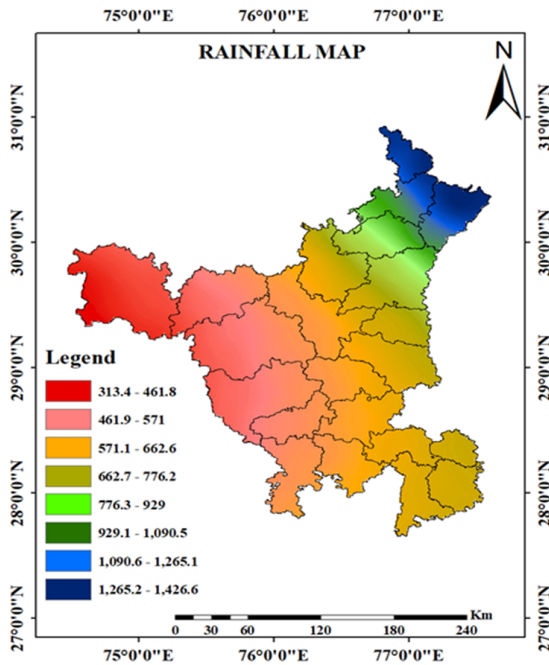 75°0'0"E 76°0'0"E 77°0'0"E
RAINFALL MAP
N
31°0'0"N 31°0'0"N
30°0'0"N 30°0'0"N
29°0'0"N 29°0'0"N
28°0'0"N 28°0'0"N
27°0'0"N 27°0'0"N
Legend
313.4 - 461.8
461.9 - 571
571.1 - 662.6
662.7 - 776.2
776.3 - 929
929.1 - 1,090.5
1,090.6 - 1,265.1
1,265.2 - 1,426.6
Km
0 30 60 120 180 240
75°0'0"E 76°0'0"E 77°0'0"E